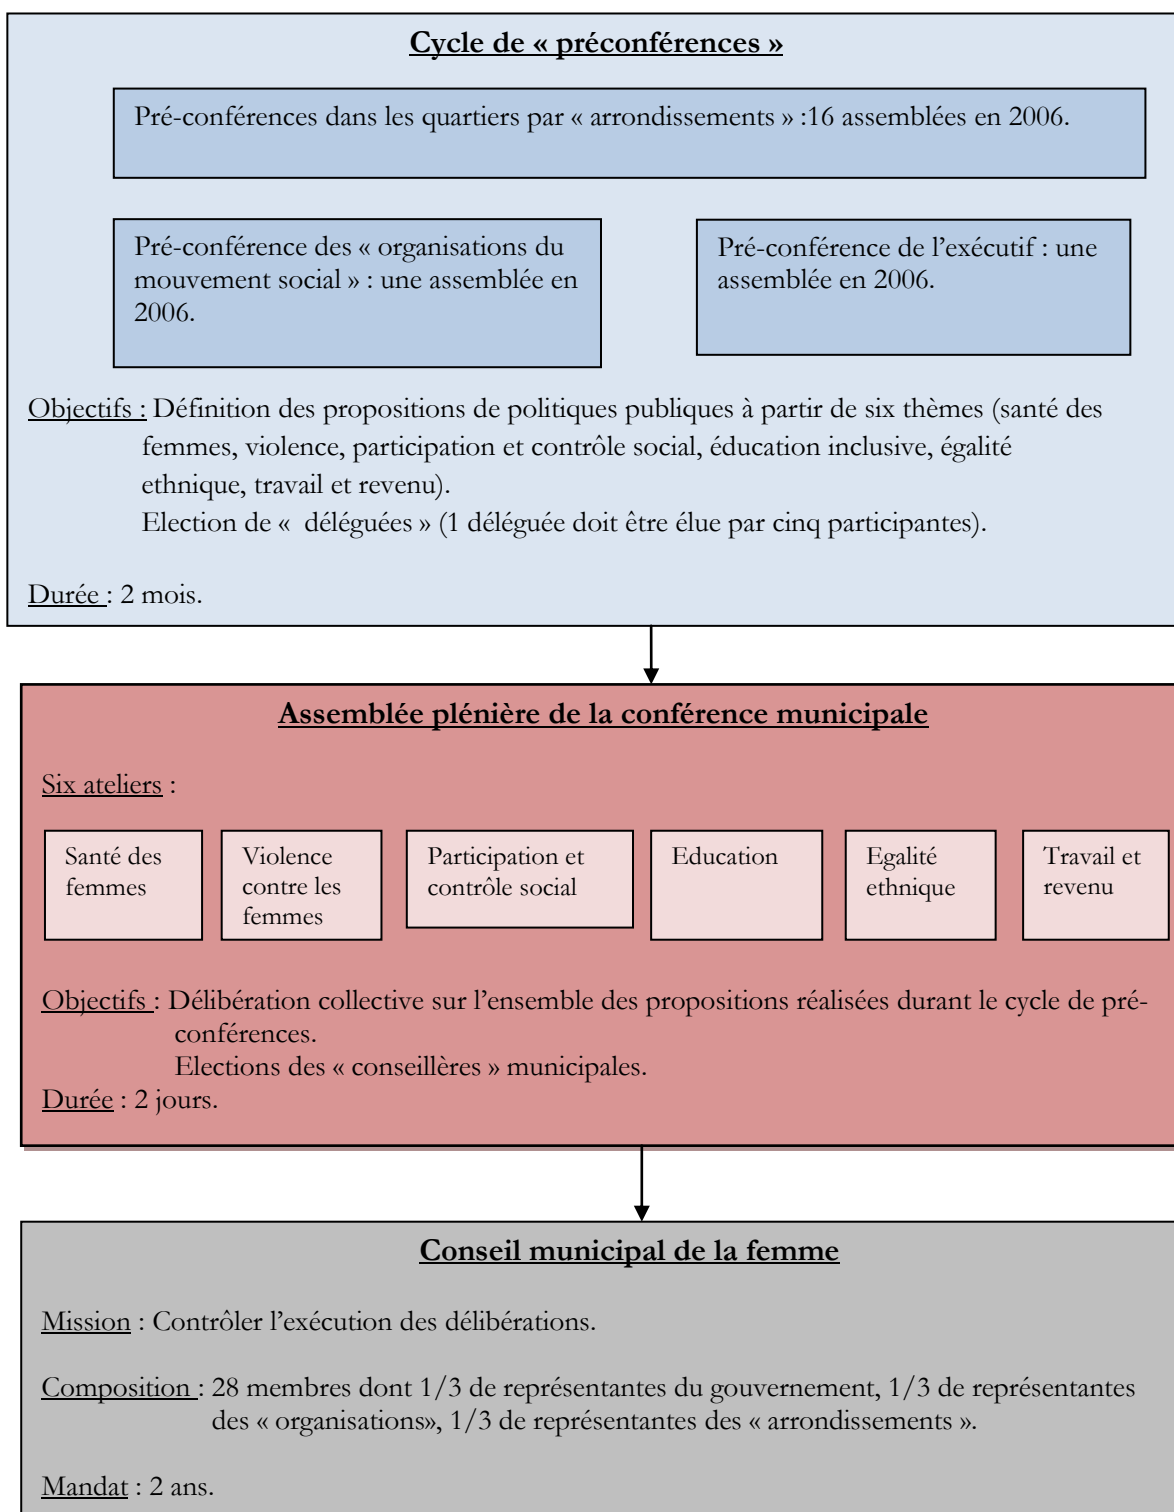 Cycle de « préconférences »
Pré-conférences dans les quartiers par « arrondissements » :16 assemblées en 2006.
Pré-conférence des « organisations du
mouvement social » : une assemblée en
2006.
Pré-conférence de l’exécutif : une
assemblée en 2006.
Objectifs : Définition des propositions de politiques publiques à partir de six thèmes (santé des
femmes, violence, participation et contrôle social, éducation inclusive, égalité
ethnique, travail et revenu).
Election de «  déléguées » (1 déléguée doit être élue par cinq participantes).
Durée : 2 mois.
Assemblée plénière de la conférence municipale
Six ateliers :
Santé des
femmes
Violence
contre les
femmes
Participation et
contrôle social
Education
Egalité
ethnique
Travail et
revenu
Objectifs : Délibération collective sur l’ensemble des propositions réalisées durant le cycle de pré-
conférences.
Elections des « conseillères » municipales.
Durée : 2 jours.
Conseil municipal de la femme
Mission : Contrôler l’exécution des délibérations.
Composition : 28 membres dont 1/3 de représentantes du gouvernement, 1/3 de représentantes
des « organisations», 1/3 de représentantes des « arrondissements ».
Mandat : 2 ans.